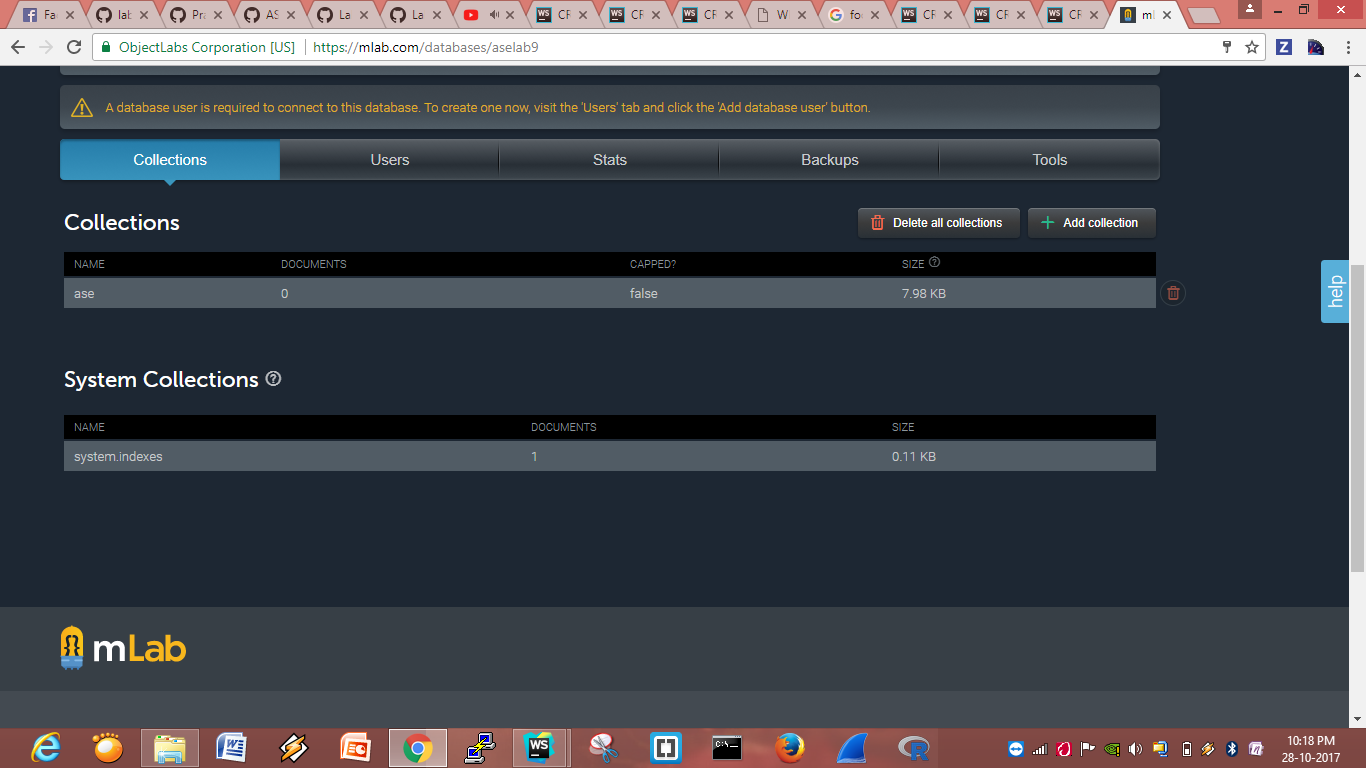 Fa
lab
Pra
AS
La
La
CF
CF
CF
W
fo
CF
CF
CF
ml
ObjectLabs Corporation [US] https://mlab.com/databases/aselab9
A database user is required to connect to this database. To create one now, visit the 'Users' tab and click the 'Add database user' button.
Collections Users Stats Backups Tools
Collections Delete all collections Add collection
NAME DOCUMENTS CAPPED? SIZE
ase 0 false 7.98 KB
help
System Collections
NAME DOCUMENTS SIZE
system.indexes 1 0.11 KB
mLab
10:18 PM
28-10-2017